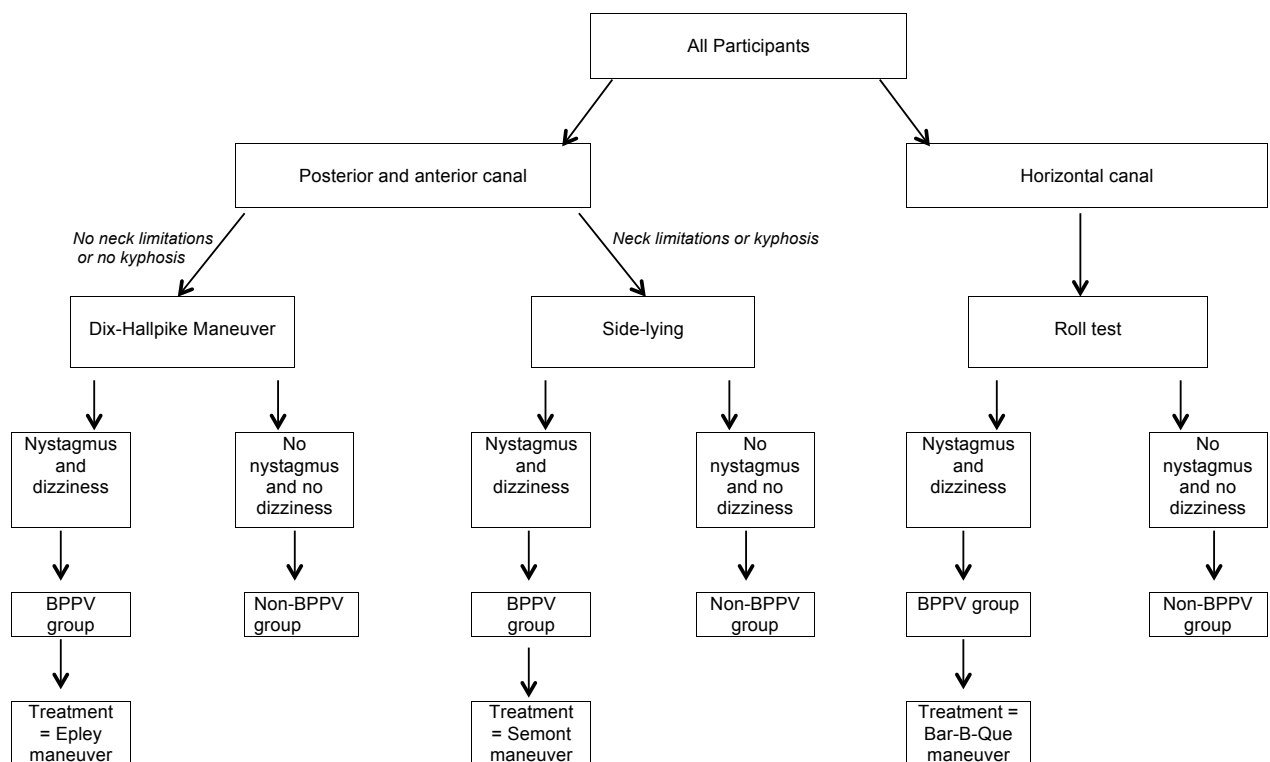 All Participants
Posterior and anterior canal
Horizontal canal
No neck limitations
or no kyphosis
Neck limitations or kyphosis
Dix-Hallpike Maneuver
Side-lying
Roll test
Nystagmus
and
dizziness
No
nystagmus
and no
dizziness
Nystagmus
and
dizziness
No
nystagmus
and no
dizziness
Nystagmus
and
dizziness
No
nystagmus
and no
dizziness
BPPV
group
Non-BPPV
group
BPPV
group
Non-BPPV
group
BPPV group
Non-BPPV
group
Treatment
= Epley
maneuver
Treatment
= Semont
maneuver
Treatment =
Bar-B-Que
maneuver